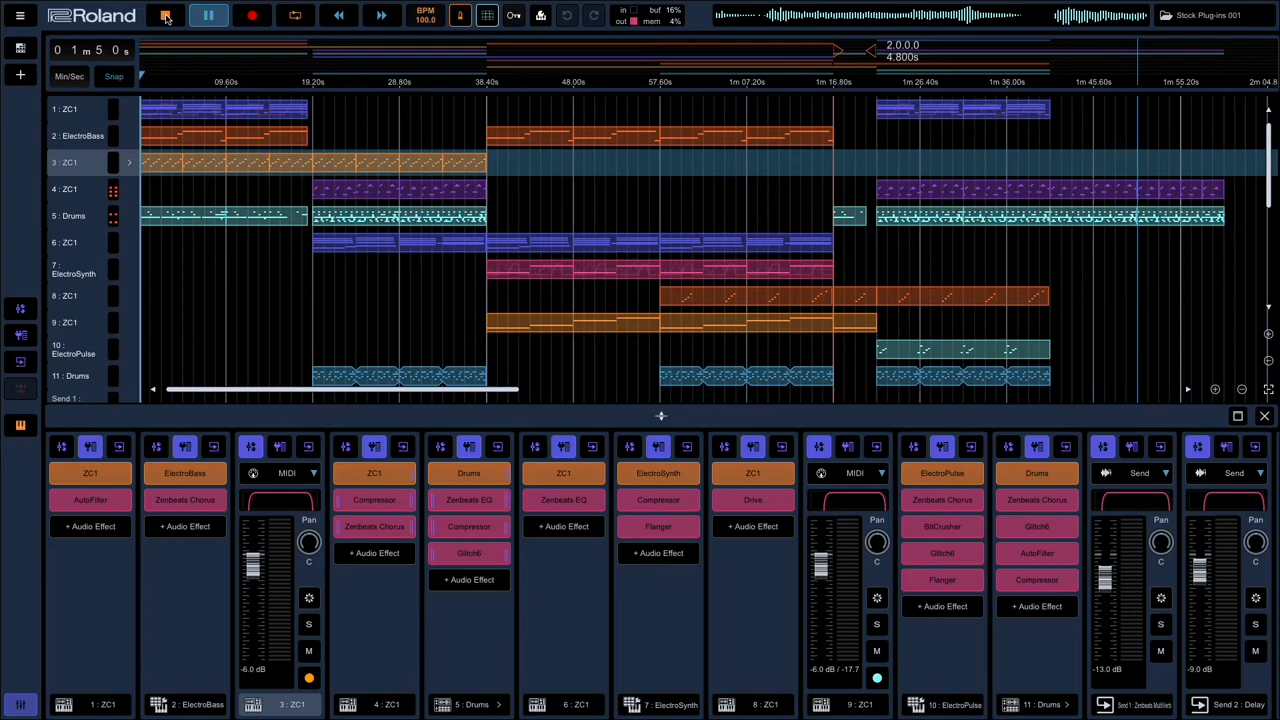 Roland
BPM
100.0
in
buf 16%
out
mem 4%
Stock Plug-ins 001
0 1 m 5 0 s
2.0.0.0
4.800s
Min/Sec
Snap
09.60s
19.20s
28.80s
38.40s
48.00s
57.60s
1m 07.20s
1m 16.80s
1m 26.40s
1m 36.00s
1m 45.60s
1m 55.20s
2m 04.8
1 : ZC1
2 : ElectroBass
3 : ZC1
4 : ZC1
5 : Drums
6 : ZC1
7 :
ElectroSynth
8 : ZC1
9 : ZC1
10 :
ElectroPulse
11 : Drums
Send 1 :
ZC1
ElectroBass
MIDI
ZC1
Drums
ZC1
ElectroSynth
ZC1
MIDI
ElectroPulse
Drums
Send
Send
AutoFilter
Zenbeats Chorus
Compressor
Zenbeats EQ
Zenbeats EQ
Compressor
Drive
Zenbeats Chorus
Zenbeats Chorus
+ Audio Effect
+ Audio Effect
Pan
Zenbeats Chorus
Compressor
+ Audio Effect
Flanger
+ Audio Effect
Pan
BitCrusher
Glitch6
Pan
Pan
C
+ Audio Effect
Glitch6
+ Audio Effect
C
Glitch6
AutoFilter
C
C
+ Audio Effect
Flanger
Compressor
+ Audio Effect
+ Audio Effect
S
S
S
S
M
M
M
M
-6.0 dB
-6.0 dB / -17.7
-13.0 dB
-9.0 dB
1 : ZC1
2 : ElectroBass
3 : ZC1
4 : ZC1
5 : Drums
6 : ZC1
7 : ElectroSynth
8 : ZC1
9 : ZC1
10 : ElectroPulse
11 : Drums
Send 1 : Zenbeats MultiVerb
Send 2 : Delay